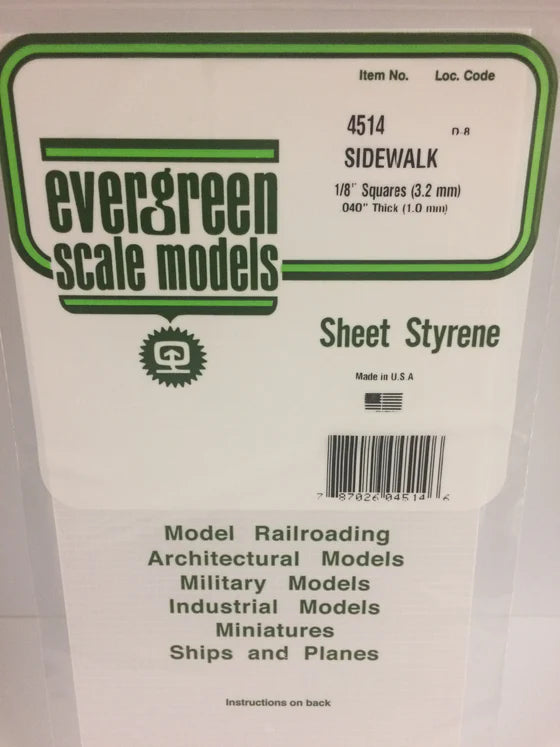 Item No. Loc. Code
4514 D-8
SIDEWALK
1/8" Squares (3.2 mm)
.040" Thick (1.0 mm)
evergreen
scale models
Sheet Styrene
Made in U.S.A
7 87026 04514 6
Model Railroading
Architectural Models
Military Models
Industrial Models
Miniatures
Ships and Planes
Instructions on back